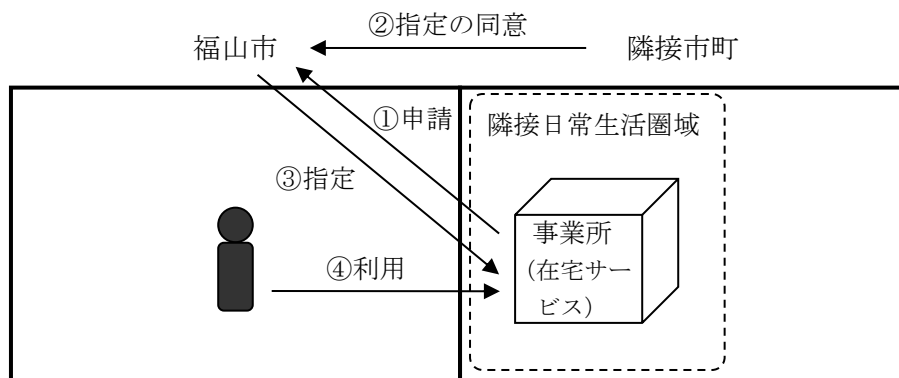 ②指定の同意
福山市
隣接市町
①申請
隣接日常生活圏域
③指定
事業所
(在宅サー
ビス)
④利用